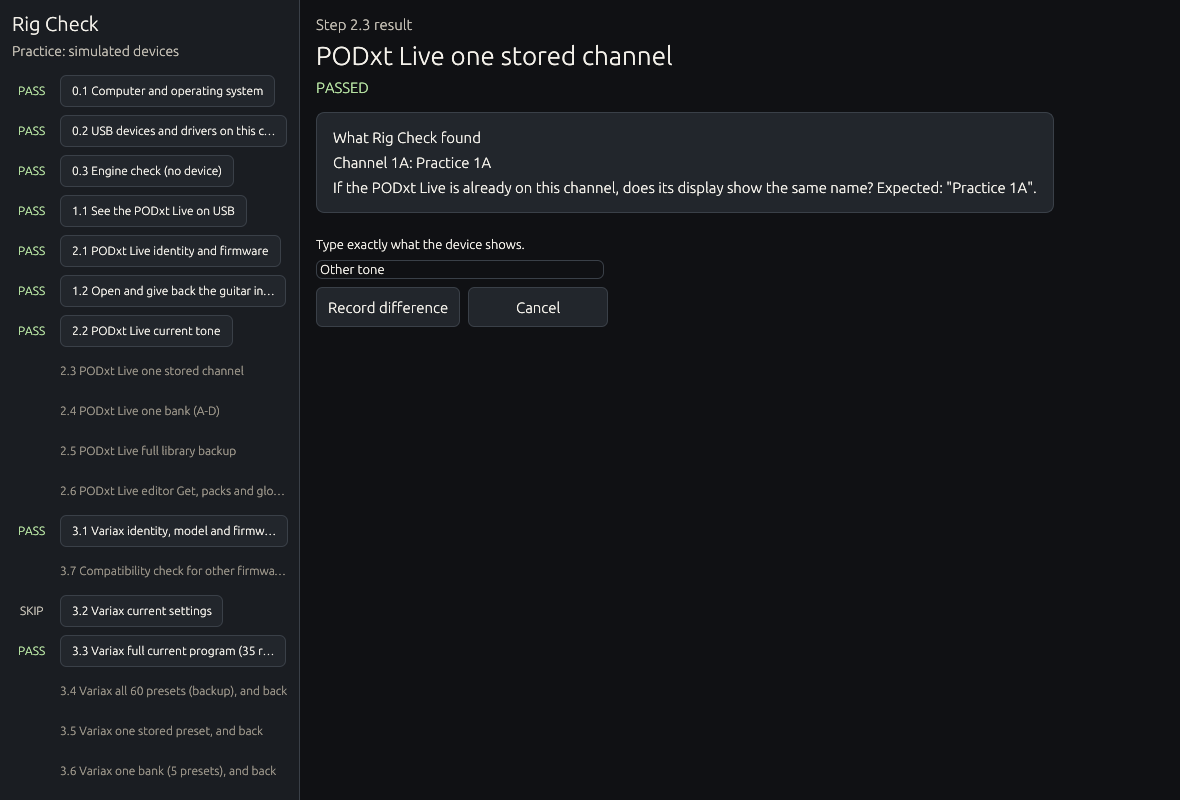 Rig Check
Practice: simulated devices
PASS 0.1 Computer and operating system
PASS 0.2 USB devices and drivers on this c...
PASS 0.3 Engine check (no device)
PASS 1.1 See the PODxt Live on USB
PASS 2.1 PODxt Live identity and firmware
PASS 1.2 Open and give back the guitar in...
PASS 2.2 PODxt Live current tone
2.3 PODxt Live one stored channel
2.4 PODxt Live one bank (A-D)
2.5 PODxt Live full library backup
2.6 PODxt Live editor Get, packs and glo...
PASS 3.1 Variax identity, model and firmw...
3.7 Compatibility check for other firmwa...
SKIP 3.2 Variax current settings
PASS 3.3 Variax full current program (35 r...
3.4 Variax all 60 presets (backup), and back
3.5 Variax one stored preset, and back
3.6 Variax one bank (5 presets), and back
Step 2.3 result
PODxt Live one stored channel
PASSED
What Rig Check found
Channel 1A: Practice 1A
If the PODxt Live is already on this channel, does its display show the same name? Expected: "Practice 1A".
Type exactly what the device shows.
Other tone
Record difference Cancel